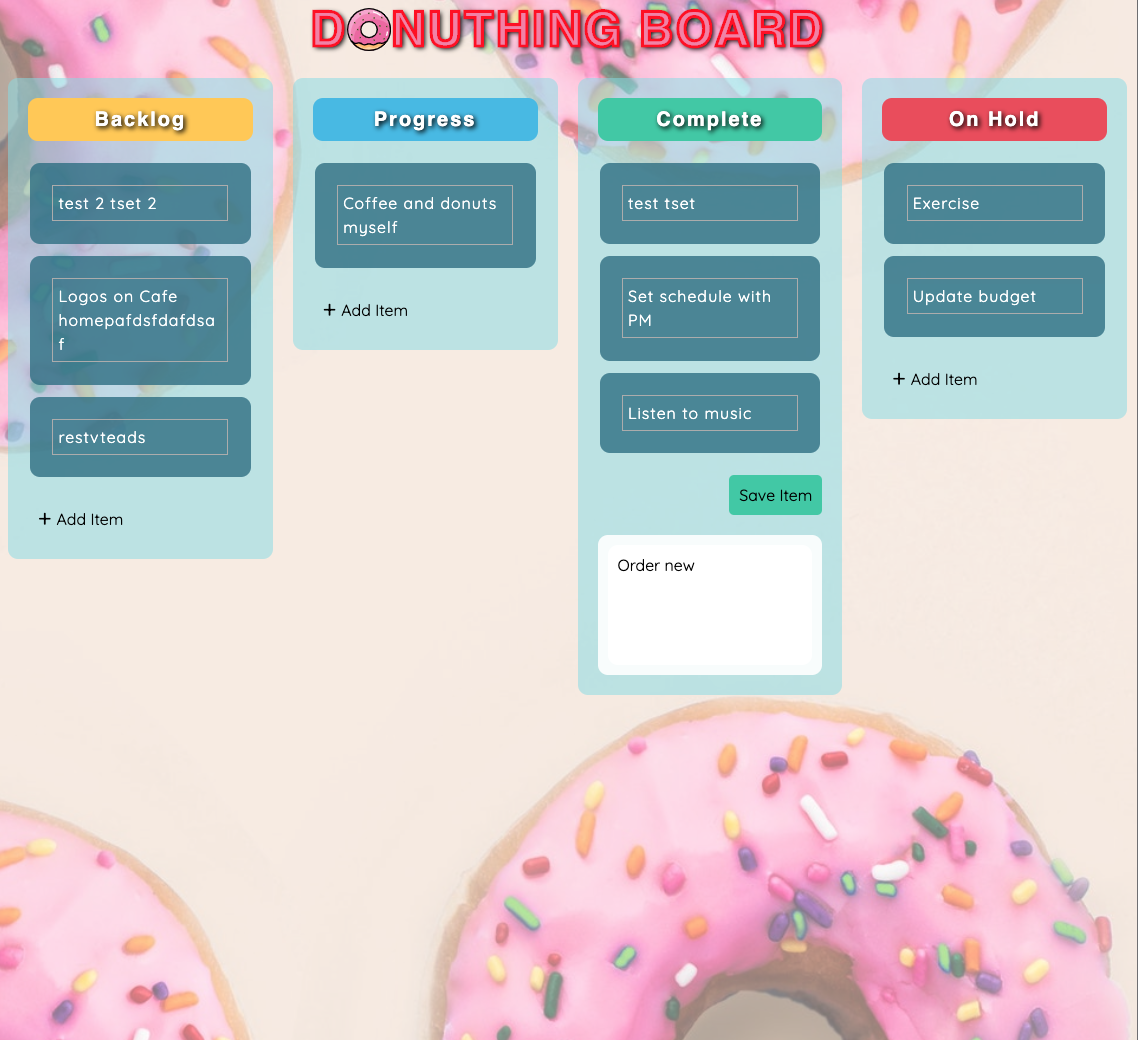 DONUTHING BOARD
Backlog
test 2 tset 2
Logos on Cafe
homepafdsfdafdsa
f
restvteads
+ Add Item
Progress
Coffee and donuts
myself
+ Add Item
Complete
test tset
Set schedule with
PM
Listen to music
Save Item
Order new
On Hold
Exercise
Update budget
+ Add Item